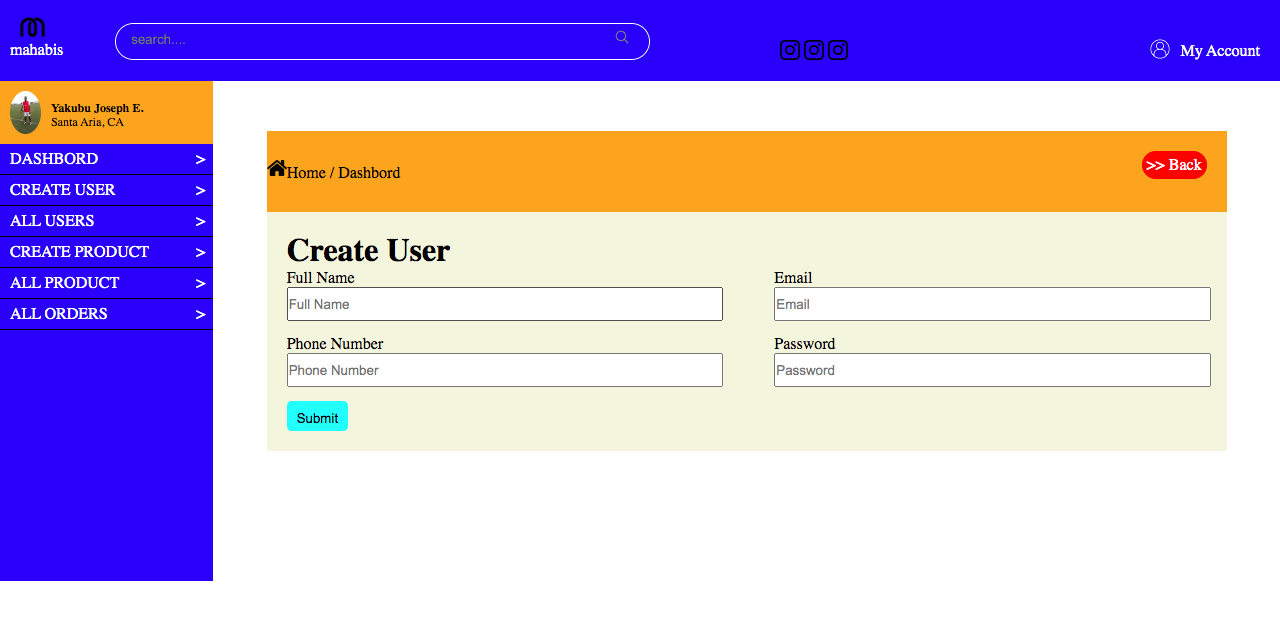 mahabis
search....
My Account
Yakubu Joseph E.
Santa Aria, CA
DASHBORD >
CREATE USER >
ALL USERS >
CREATE PRODUCT >
ALL PRODUCT >
ALL ORDERS >
Home / Dashbord
>> Back
Create User
Full Name
Email
Full Name
Email
Phone Number
Password
Phone Number
Password
Submit